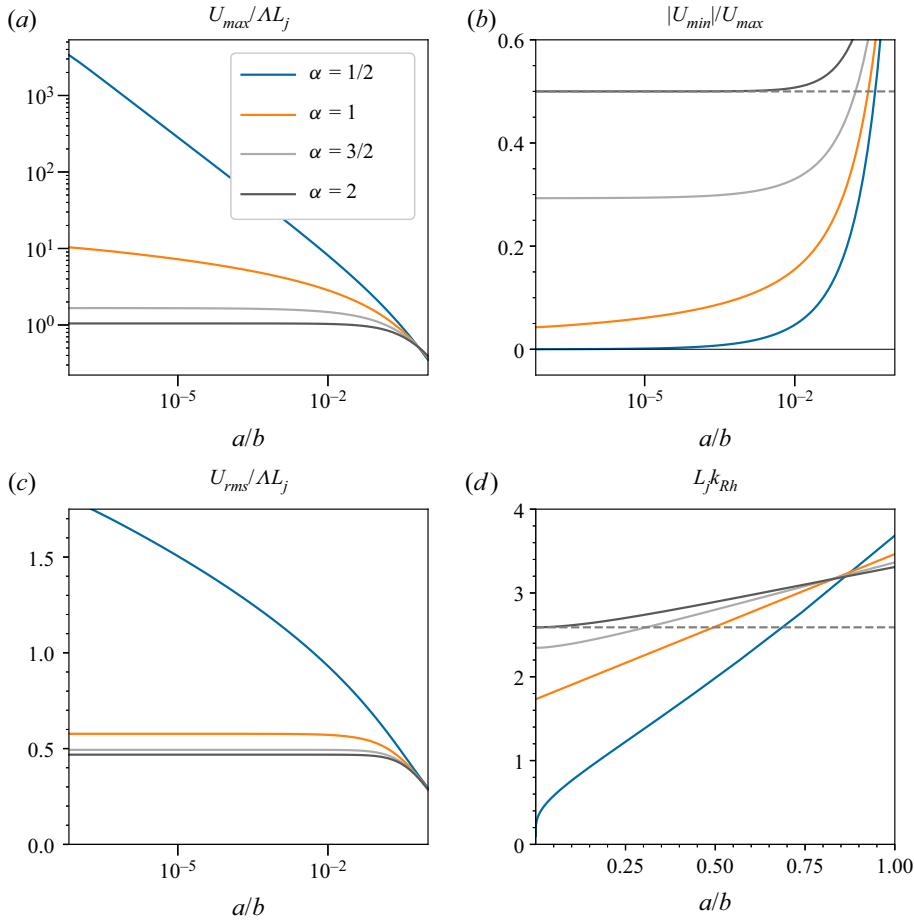 (a) U_max/ΛL_j
10^3
10^2
10^1
10^0
α = 1/2
α = 1
α = 3/2
α = 2
10^−5 10^−2
a/b
(b) |U_min|/U_max
0.6
0.4
0.2
0
10^−5 10^−2
a/b
(c) U_rms/ΛL_j
1.5
1.0
0.5
0.0
10^−5 10^−2
a/b
(d) L_j k_Rh
4
3
2
1
0
0.25 0.50 0.75 1.00
a/b